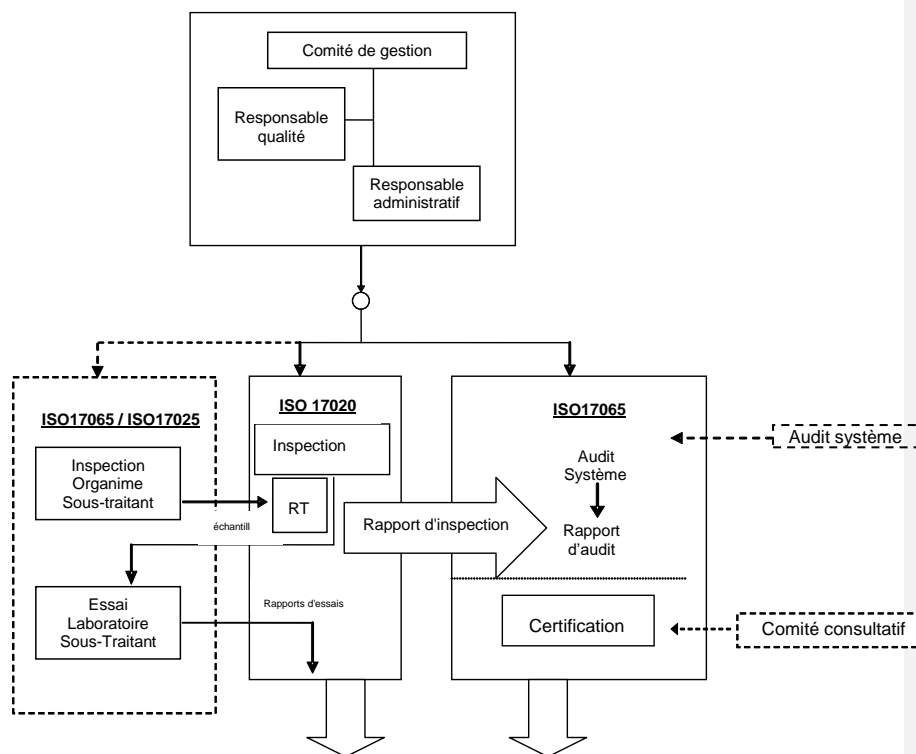 Comité de gestion
Responsable
qualité
Responsable
administratif
ISO17065 / ISO17025
Inspection
Organime
Sous-traitant
échantill
Essai
Laboratoire
Sous-Traitant
ISO 17020
Inspection
RT
Rapports d'essais
Rapport d'inspection
ISO17065
Audit
Système
Rapport
d'audit
Certification
Audit système
Comité consultatif